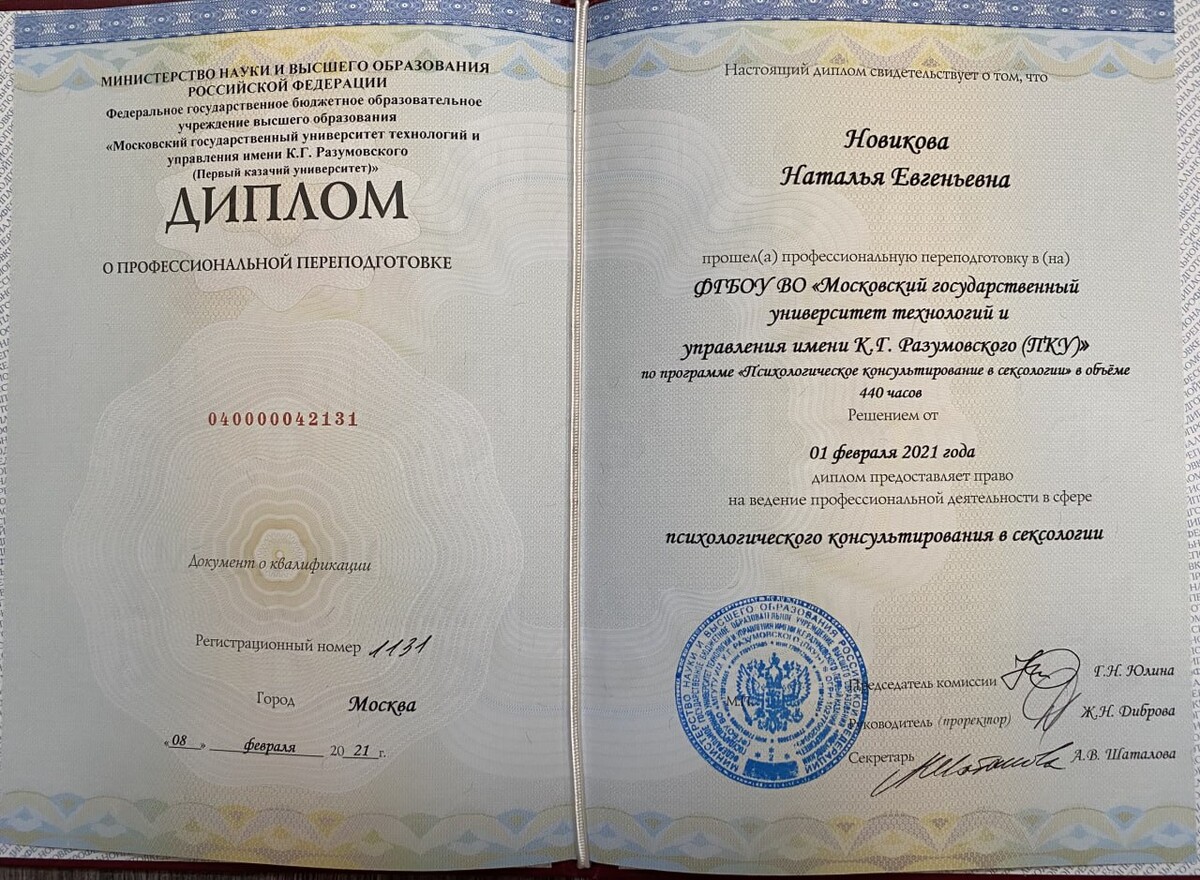 МИНИСТЕРСТВО НАУКИ И ВЫСШЕГО ОБРАЗОВАНИЯ
РОССИЙСКОЙ ФЕДЕРАЦИИ
Федеральное государственное бюджетное образовательное
учреждение высшего образования
«Московский государственный университет технологий и
управления имени К.Г. Разумовского
(Первый казачий университет)»
ДИПЛОМ
О ПРОФЕССИОНАЛЬНОЙ ПЕРЕПОДГОТОВКЕ
040000042131
Документ о квалификации
Регистрационный номер 1131
Город Москва
«08» февраля 2021 г.
Настоящий диплом свидетельствует о том, что
Новикова
Наталья Евгеньевна
прошел(а) профессиональную переподготовку в (на)
ФГБОУ ВО «Московский государственный
университет технологий и
управления имени К.Г. Разумовского (ПКУ)»
по программе «Психологическое консультирование в сексологии» в объёме
440 часов
Решением от
01 февраля 2021 года
диплом предоставляет право
на ведение профессиональной деятельности в сфере
психологического консультирования в сексологии
Председатель комиссии Г.Н. Юлина
М.П.
Руководитель (проректор) Ж.Н. Диброва
Секретарь А.В. Шаталова